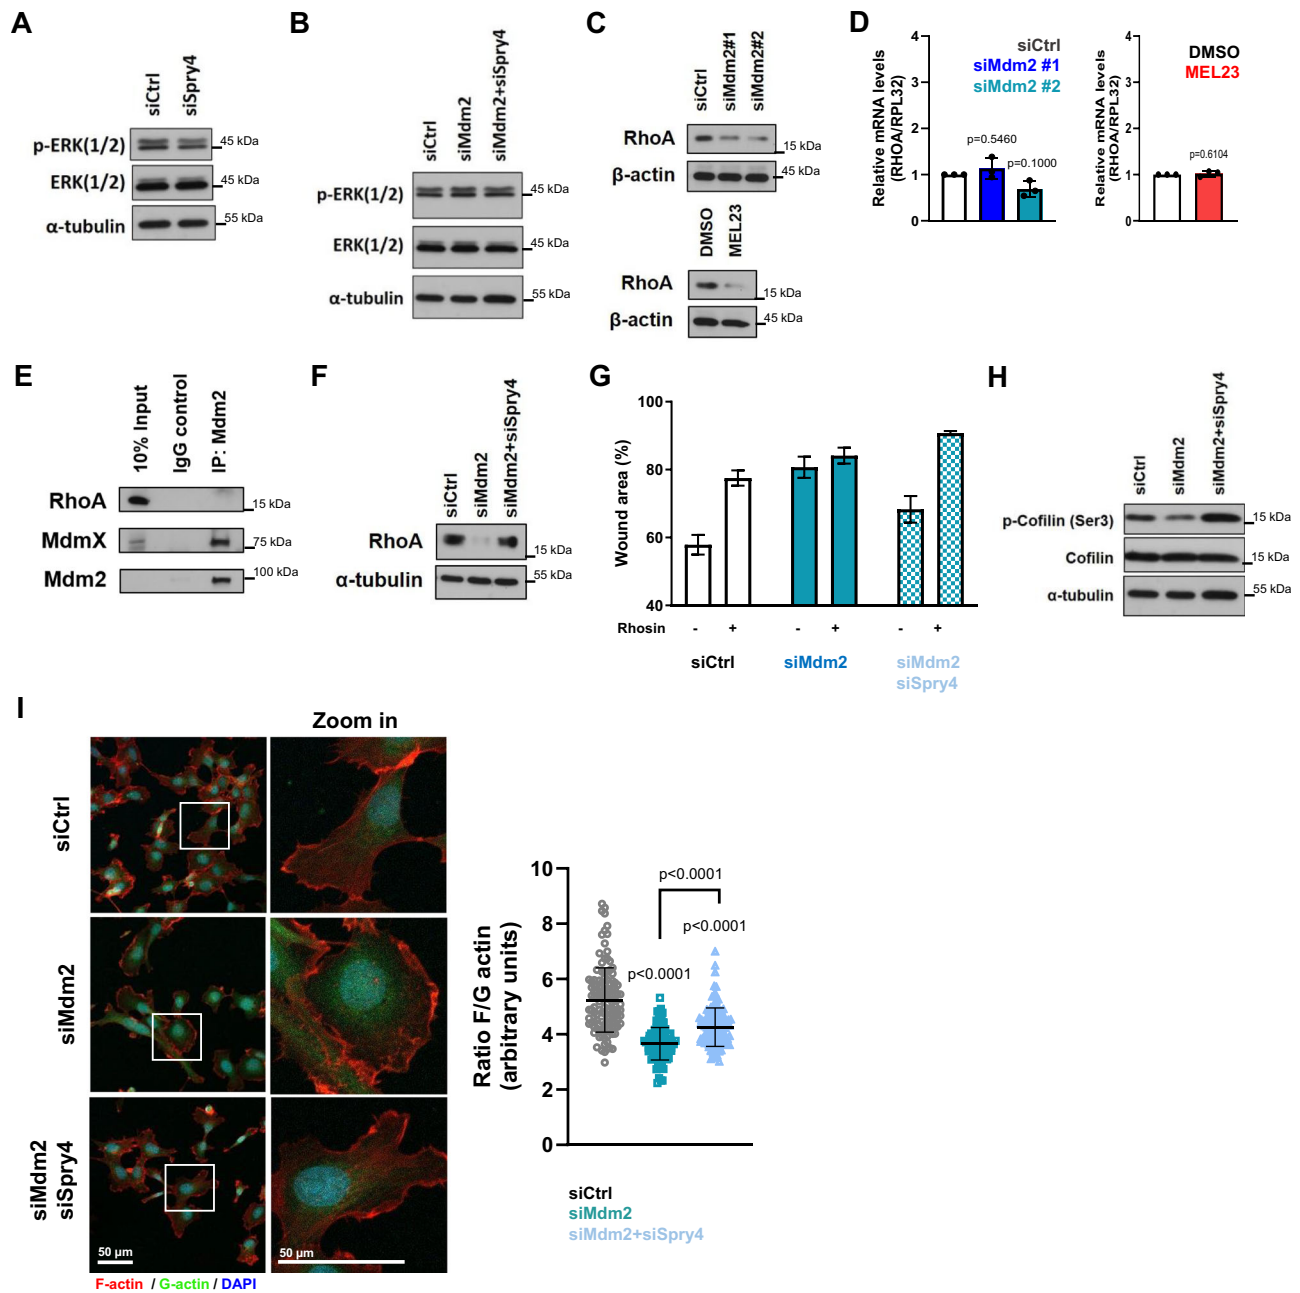 A
siCtrl
siSpry4
p-ERK(1/2)
45 kDa
ERK(1/2)
45 kDa
α-tubulin
55 kDa
B
siCtrl
siMdm2
siMdm2+siSpry4
p-ERK(1/2)
45 kDa
ERK(1/2)
45 kDa
α-tubulin
55 kDa
C
siCtrl
siMdm2#1
siMdm2#2
RhoA
15 kDa
β-actin
45 kDa
DMSO
MEL23
RhoA
15 kDa
β-actin
45 kDa
D
Relative mRNA levels
(RHOA/RPL32)
4
3
2
1
0
siCtrl
siMdm2 #1
siMdm2 #2
p=0.5460
p=0.1000
Relative mRNA levels
(RHOA/RPL32)
4
3
2
1
0
DMSO
MEL23
p=0.6104
E
10% Input
IgG control
IP: Mdm2
RhoA
15 kDa
MdmX
75 kDa
Mdm2
100 kDa
F
siCtrl
siMdm2
siMdm2+siSpry4
RhoA
15 kDa
α-tubulin
55 kDa
G
Wound area (%)
100
80
60
40
Rhosin - + - + - +
siCtrl
siMdm2
siMdm2
siSpry4
H
siCtrl
siMdm2
siMdm2+siSpry4
p-Cofilin (Ser3)
15 kDa
Cofilin
15 kDa
α-tubulin
55 kDa
I
Zoom in
siCtrl
siMdm2
siMdm2
siSpry4
50 µm
50 µm
F-actin / G-actin / DAPI
Ratio F/G actin
(arbitrary units)
10
8
6
4
2
0
p<0.0001
p<0.0001
p<0.0001
siCtrl
siMdm2
siMdm2+siSpry4